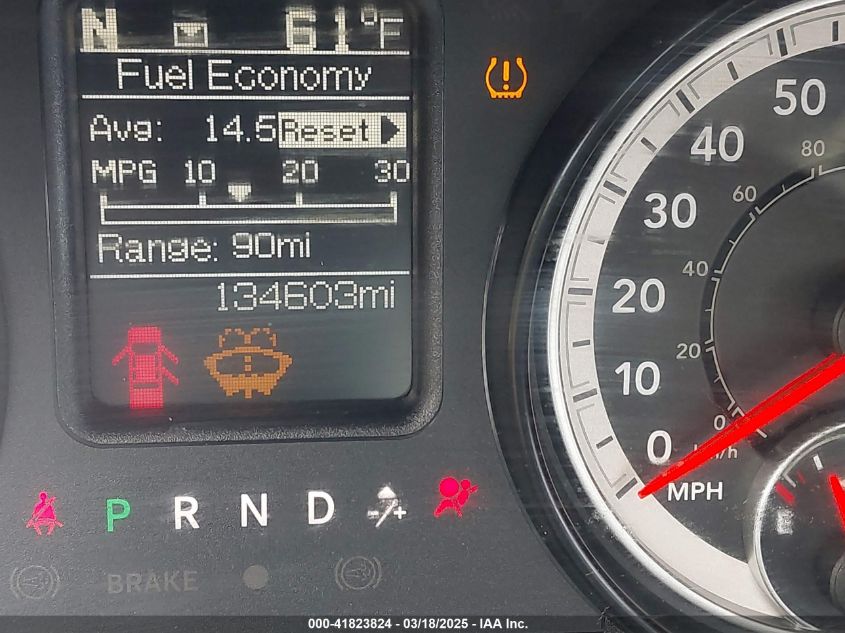 N 61°F
Fuel Economy
Avg: 14.5 Reset
MPG 10 20 30
Range: 90mi
134603mi
50
40
30
20
10
0
MPH
80
60
40
20
0
km/h
P R N D
BRAKE
000-41823824 - 03/18/2025 - IAA Inc.